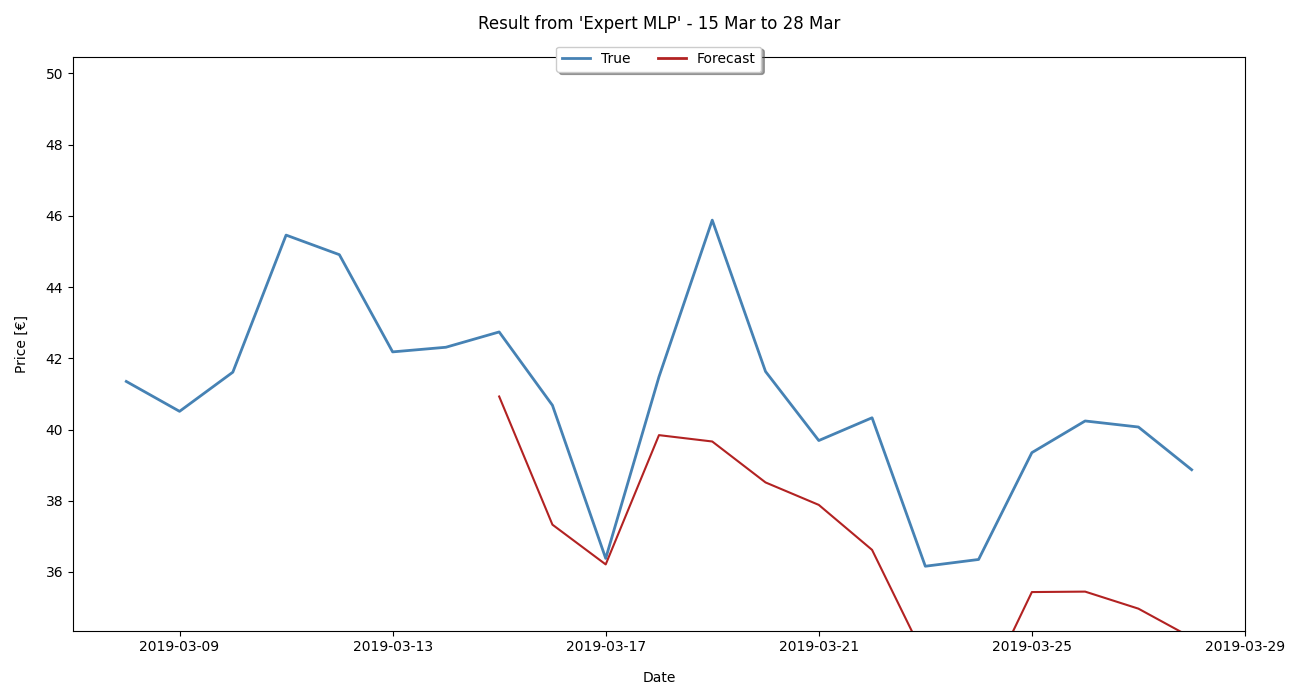 Result from 'Expert MLP' - 15 Mar to 28 Mar
True Forecast
50
48
46
44
42
40
38
36
Price [€]
2019-03-09 2019-03-13 2019-03-17 2019-03-21 2019-03-25 2019-03-29
Date